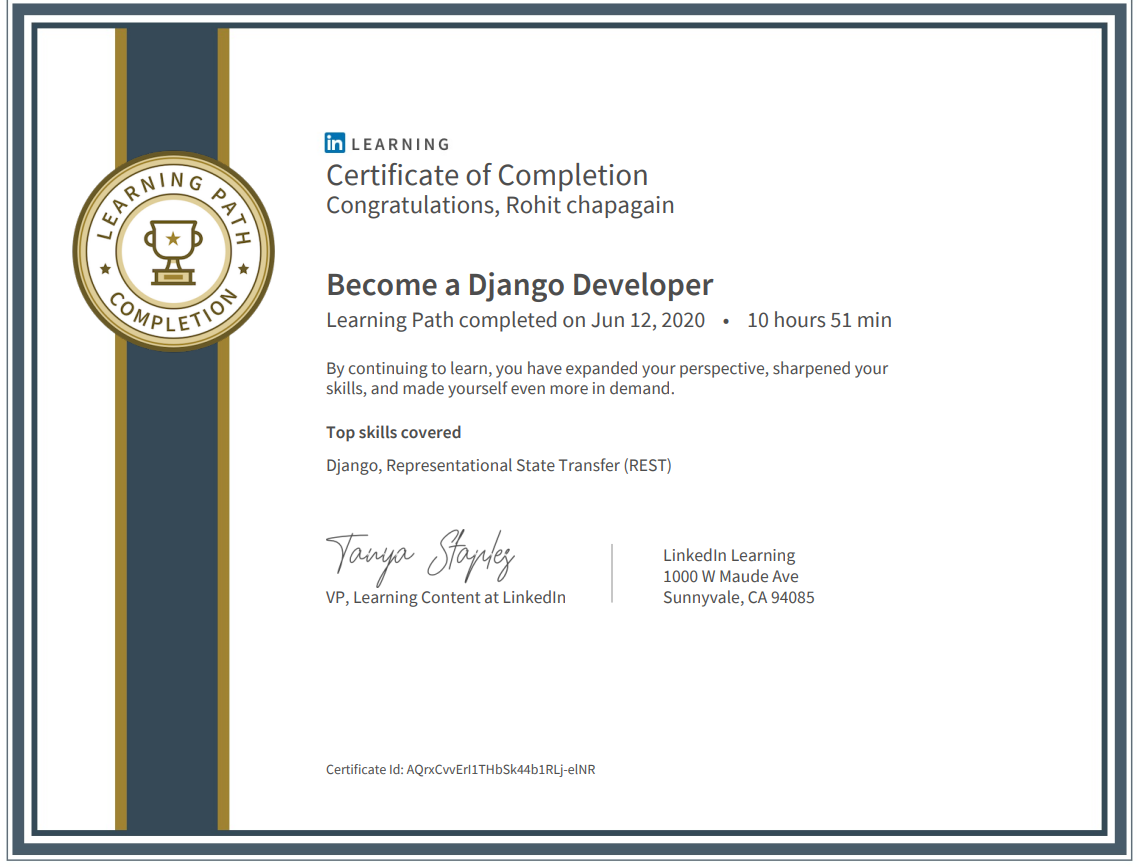 LEARNING PATH
COMPLETION
in LEARNING
Certificate of Completion
Congratulations, Rohit chapagain
Become a Django Developer
Learning Path completed on Jun 12, 2020 • 10 hours 51 min
By continuing to learn, you have expanded your perspective, sharpened your
skills, and made yourself even more in demand.
Top skills covered
Django, Representational State Transfer (REST)
Tanya Staples
VP, Learning Content at LinkedIn
LinkedIn Learning
1000 W Maude Ave
Sunnyvale, CA 94085
Certificate Id: AQrxCvvErI1THbSk44b1RLj-elNR